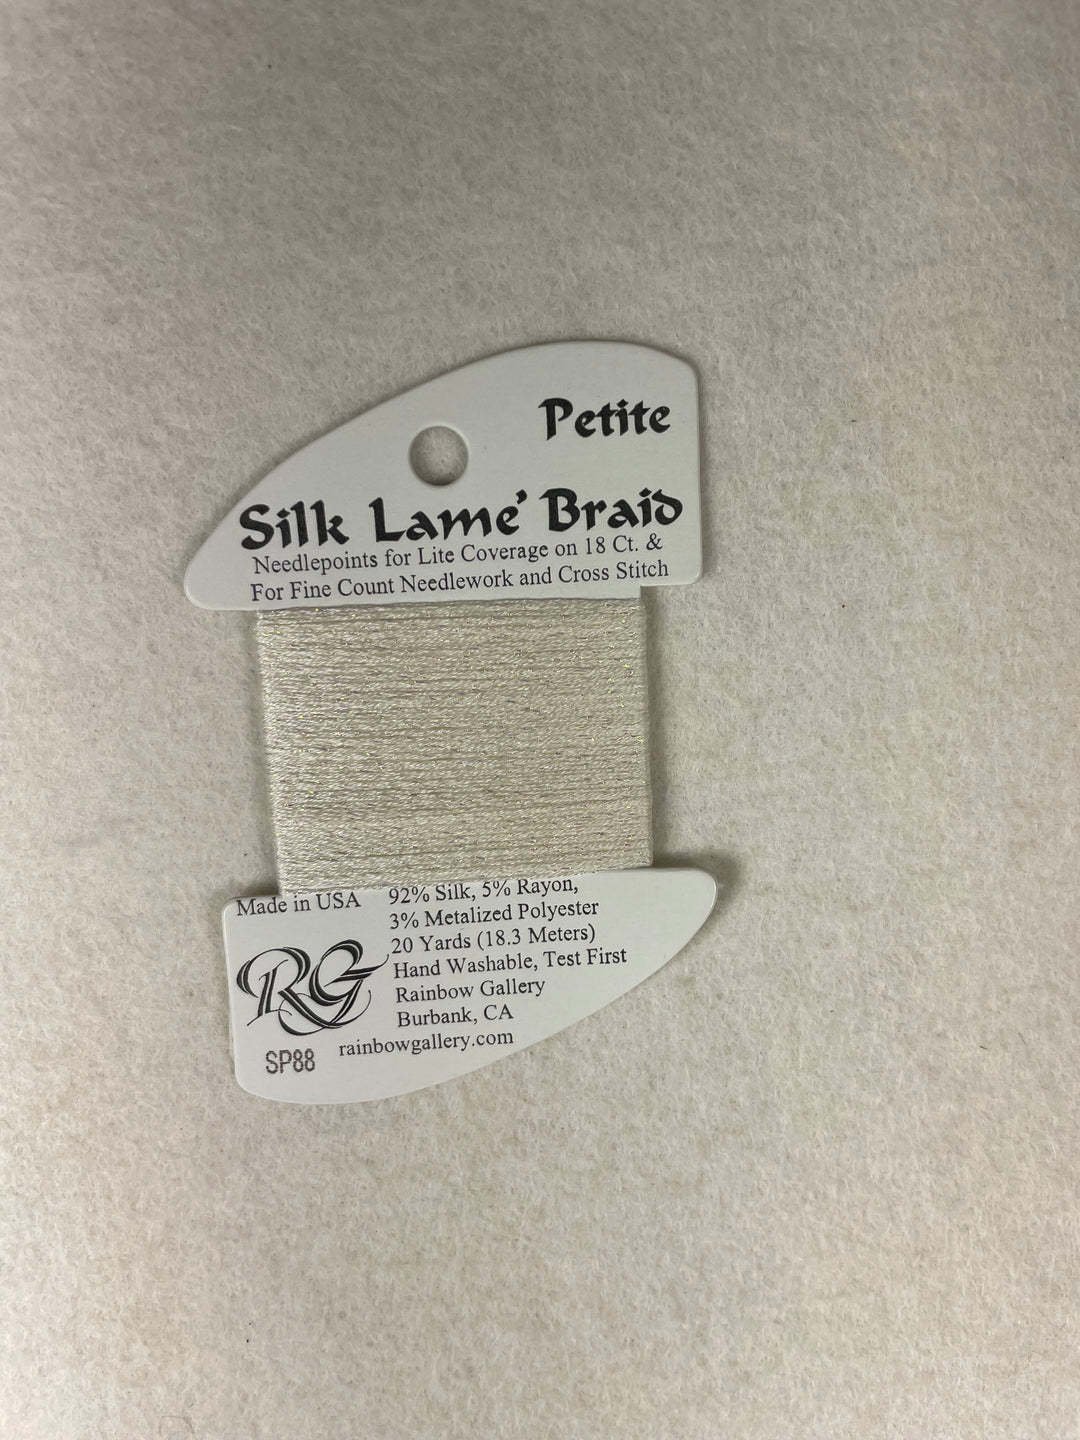 Petite
Silk Lame' Braid
Needlepoints for Lite Coverage on 18 Ct. &
For Fine Count Needlework and Cross Stitch
Made in USA
92% Silk, 5% Rayon,
3% Metalized Polyester
20 Yards (18.3 Meters)
Hand Washable, Test First
Rainbow Gallery
Burbank, CA
rainbowgallery.com
RG
SP88